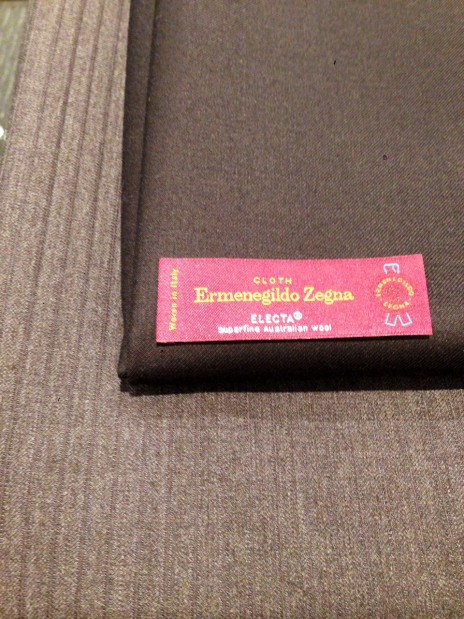 Woven in Italy
CLOTH
Ermenegildo Zegna
ELECTA®
superfine Australian wool
ERMENEGILDO
ZEGNA